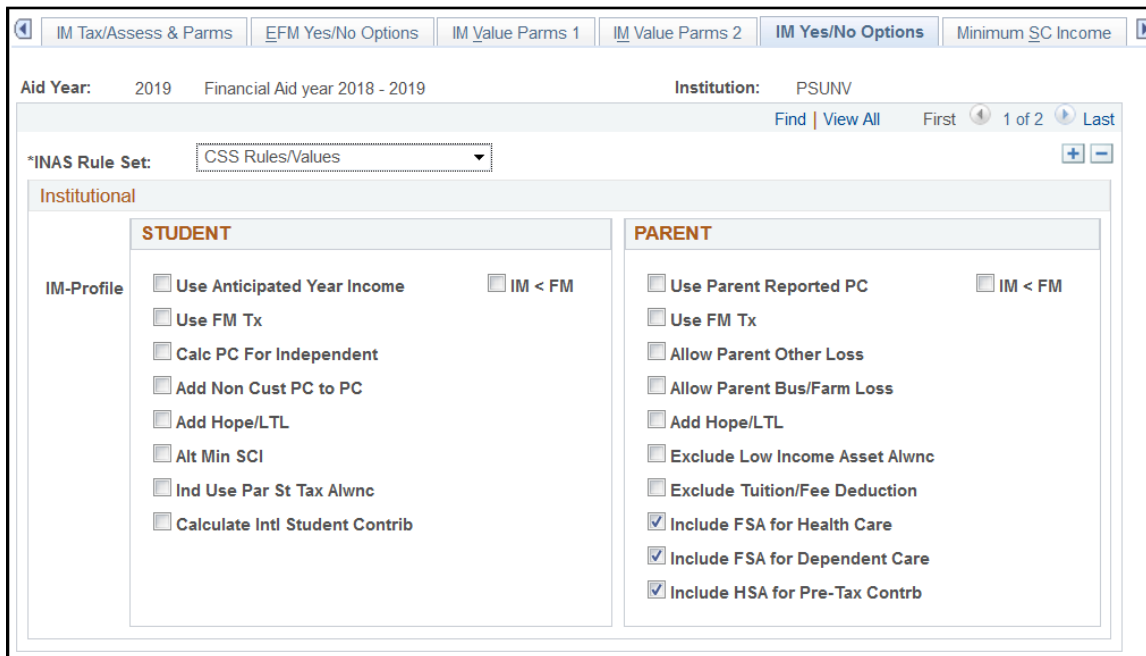 IM Tax/Assess & Parms EFM Yes/No Options IM Value Parms 1 IM Value Parms 2 IM Yes/No Options Minimum SC Income
Aid Year: 2019 Financial Aid year 2018 - 2019 Institution: PSUNV
Find | View All First 1 of 2 Last
*INAS Rule Set: CSS Rules/Values
Institutional
STUDENT PARENT
IM-Profile Use Anticipated Year Income IM < FM Use Parent Reported PC IM < FM
Use FM Tx Use FM Tx
Calc PC For Independent Allow Parent Other Loss
Add Non Cust PC to PC Allow Parent Bus/Farm Loss
Add Hope/LTL Add Hope/LTL
Alt Min SCI Exclude Low Income Asset Alwnc
Ind Use Par St Tax Alwnc Exclude Tuition/Fee Deduction
Calculate Intl Student Contrib Include FSA for Health Care
Include FSA for Dependent Care
Include HSA for Pre-Tax Contrb